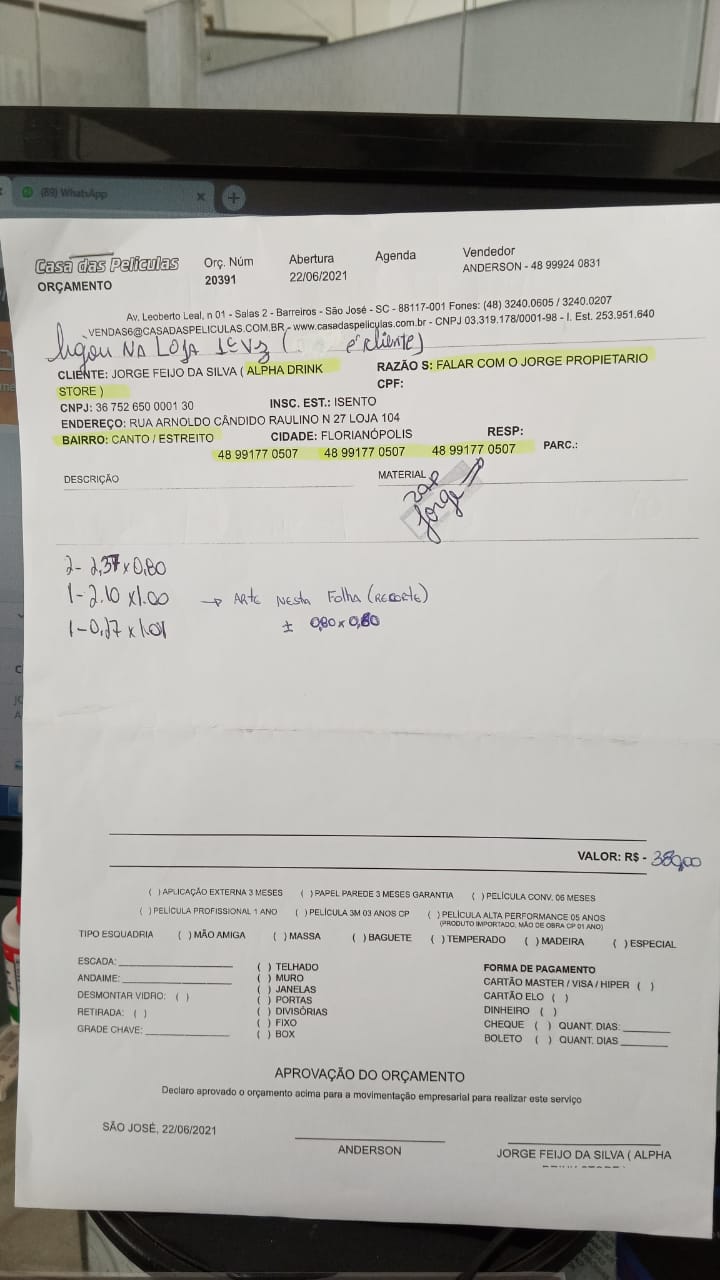 (89) WhatsApp
Casa das Películas
ORÇAMENTO
Orç. Núm
20391
Abertura
22/06/2021
Agenda
Vendedor
ANDERSON - 48 99924 0831
Av. Leoberto Leal, n 01 - Salas 2 - Barreiros - São José - SC - 88117-001 Fones: (48) 3240.0605 / 3240.0207
VENDAS6@CASADASPELICULAS.COM.BR - www.casadaspeliculas.com.br - CNPJ 03.319.178/0001-98 - I. Est. 253.951.640
ligou NA LOJA ( é cliente)
CLIENTE: JORGE FEIJO DA SILVA ( ALPHA DRINK
STORE )
RAZÃO S: FALAR COM O JORGE PROPIETARIO
CPF:
CNPJ: 36 752 650 0001 30
INSC. EST.: ISENTO
ENDEREÇO: RUA ARNOLDO CÂNDIDO RAULINO N 27 LOJA 104
BAIRRO: CANTO / ESTREITO
CIDADE: FLORIANÓPOLIS
RESP:
48 99177 0507 48 99177 0507 48 99177 0507
PARC.:
DESCRIÇÃO
MATERIAL
zap
Jorge
2 - 2,37 x 0,80
1 - 2.10 x 1.00 → ARTE NESTA FOLHA (RECORTE)
1 - 0,77 x 1.01 ± 0,80 x 0,80
VALOR: R$ - 380,00
( ) APLICAÇÃO EXTERNA 3 MESES ( ) PAPEL PAREDE 3 MESES GARANTIA ( ) PELÍCULA CONV. 06 MESES
( ) PELÍCULA PROFISSIONAL 1 ANO ( ) PELÍCULA 3M 03 ANOS CP ( ) PELÍCULA ALTA PERFORMANCE 05 ANOS
(PRODUTO IMPORTADO, MÃO DE OBRA CP 01 ANO)
TIPO ESQUADRIA ( ) MÃO AMIGA ( ) MASSA ( ) BAGUETE ( ) TEMPERADO ( ) MADEIRA ( ) ESPECIAL
ESCADA:
ANDAIME:
DESMONTAR VIDRO: ( )
RETIRADA: ( )
GRADE CHAVE:
( ) TELHADO
( ) MURO
( ) JANELAS
( ) PORTAS
( ) DIVISÓRIAS
( ) FIXO
( ) BOX
FORMA DE PAGAMENTO
CARTÃO MASTER / VISA / HIPER ( )
CARTÃO ELO ( )
DINHEIRO ( )
CHEQUE ( ) QUANT. DIAS:
BOLETO ( ) QUANT. DIAS
APROVAÇÃO DO ORÇAMENTO
Declaro aprovado o orçamento acima para a movimentação empresarial para realizar este serviço
SÃO JOSÉ, 22/06/2021
ANDERSON
JORGE FEIJO DA SILVA ( ALPHA